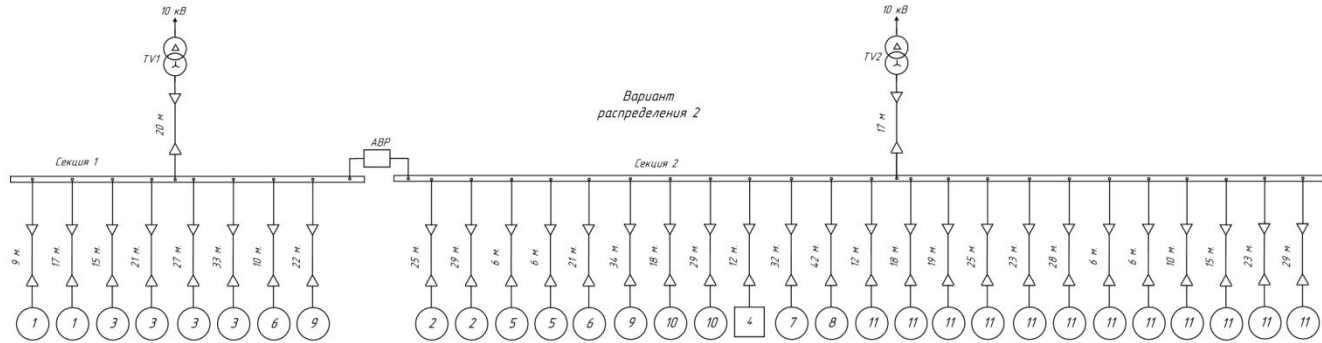 10 кВ
10 кВ
TV1
TV2
Вариант
распределения 2
20 м
17 м
АВР
Секция 1
Секция 2
9 м.
17 м.
15 м.
21 м.
27 м.
33 м.
10 м.
22 м.
25 м.
29 м.
6 м.
6 м.
21 м.
34 м.
18 м.
29 м.
12 м.
32 м.
42 м.
12 м.
18 м.
19 м.
25 м.
23 м.
28 м.
6 м.
6 м.
10 м.
15 м.
23 м.
29 м.
1
1
3
3
3
3
6
9
2
2
5
5
6
9
10
10
4
7
8
11
11
11
11
11
11
11
11
11
11
11
11